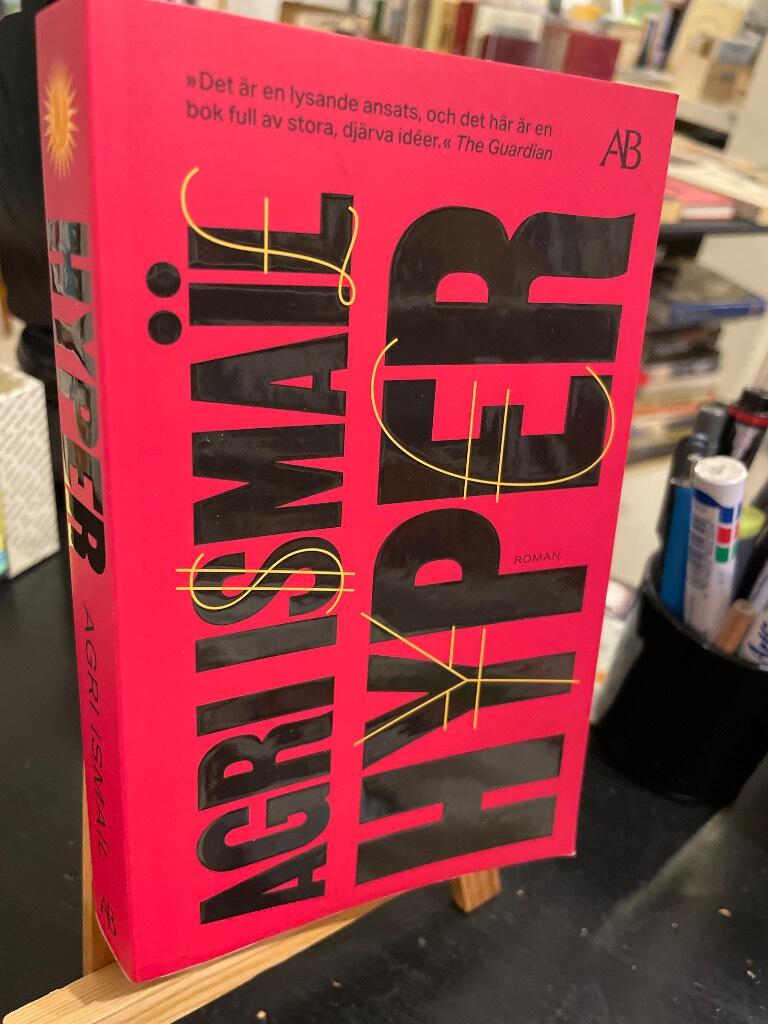 »Det är en lysande ansats, och det här är en
bok full av stora, djärva idéer.« The Guardian
AB
AGRI ISMAÏL
HYPER
ROMAN
HYPER
AGRI ISMAÏL
AB